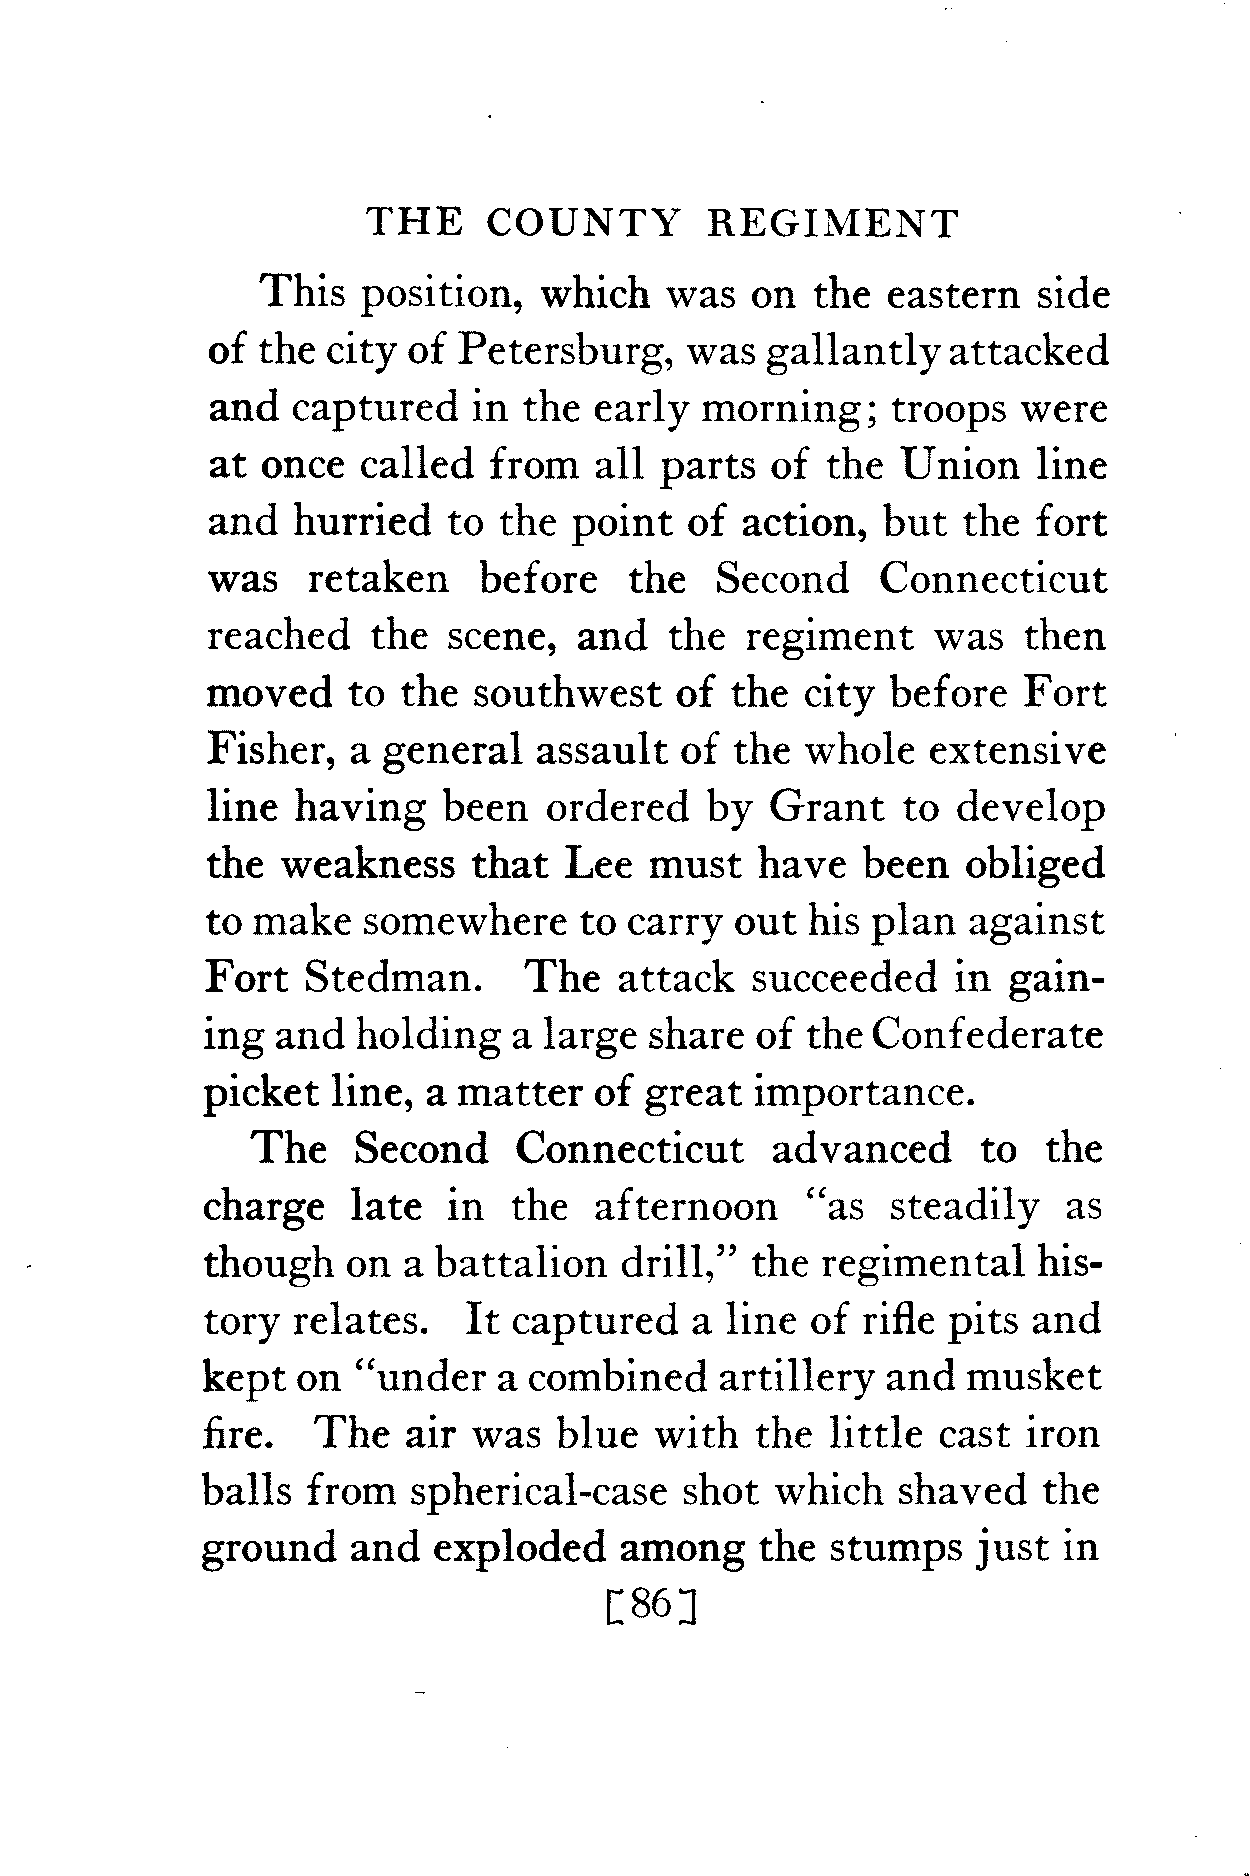 THE COUNTY REGIMENT
This position, which was on the eastern side
of the city of Petersburg, was gallantly attacked
and captured in the early morning; troops were
at once called from all parts of the Union line
and hurried to the point of action, but the fort
was retaken before the Second Connecticut
reached the scene, and the regiment was then
moved to the southwest of the city before Fort
Fisher, a general assault of the whole extensive
line having been ordered by Grant to develop
the weakness that Lee must have been obliged
to make somewhere to carry out his plan against
Fort Stedman. The attack succeeded in gain-
ing and holding a large share of the Confederate
picket line, a matter of great importance.
The Second Connecticut advanced to the
charge late in the afternoon “as steadily as
though on a battalion drill,” the regimental his-
tory relates. It captured a line of rifle pits and
kept on “under a combined artillery and musket
fire. The air was blue with the little cast iron
balls from spherical-case shot which shaved the
ground and exploded among the stumps just in
[86]